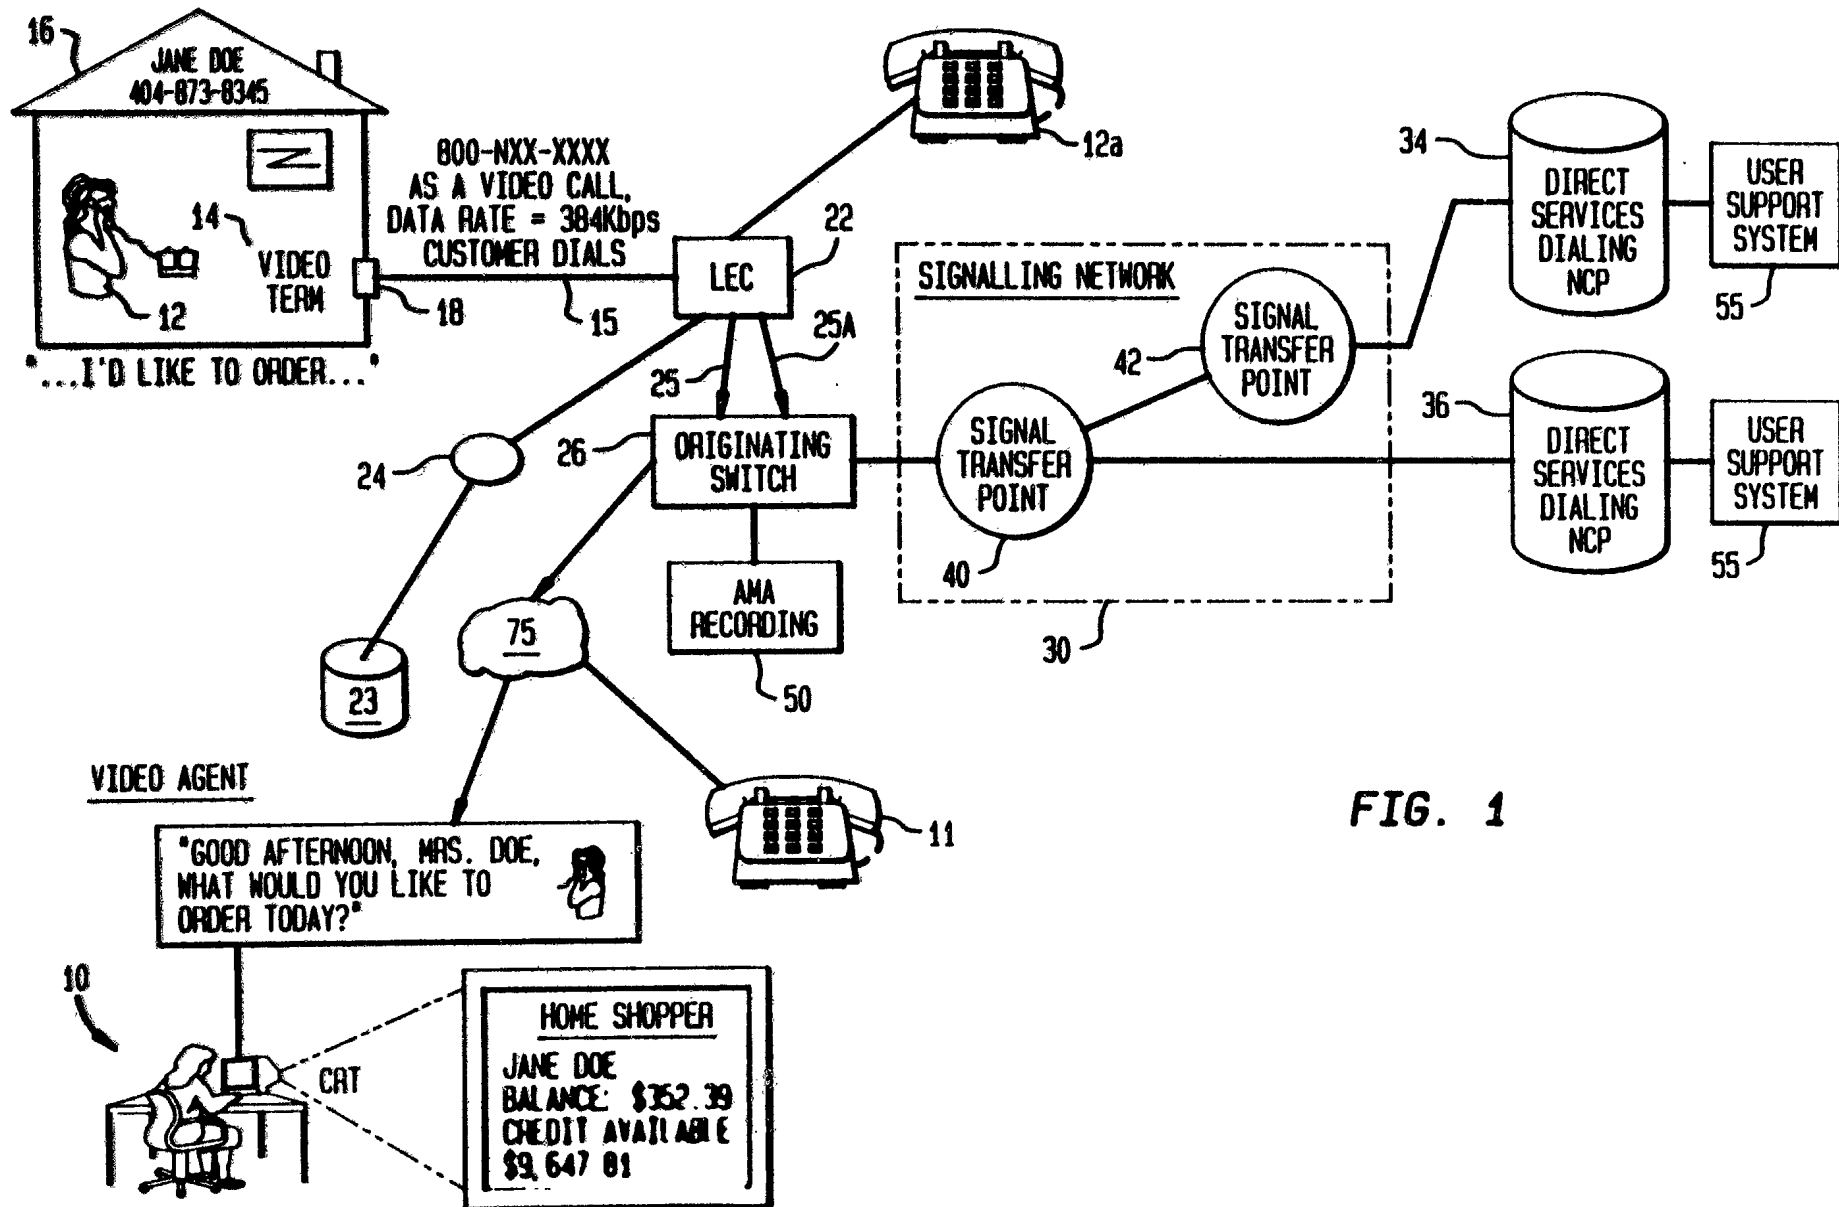 16
JANE DOE
404-873-8345
14
VIDEO
TERM
12
18
"...I'D LIKE TO ORDER..."
800-NXX-XXXX
AS A VIDEO CALL,
DATA RATE = 384Kbps
CUSTOMER DIALS
15
12a
LEC
22
25
25A
24
23
26
ORIGINATING
SWITCH
AMA
RECORDING
50
75
SIGNALLING NETWORK
SIGNAL
TRANSFER
POINT
40
SIGNAL
TRANSFER
POINT
42
30
34
DIRECT
SERVICES
DIALING
NCP
USER
SUPPORT
SYSTEM
55
36
DIRECT
SERVICES
DIALING
NCP
USER
SUPPORT
SYSTEM
55
11
VIDEO AGENT
"GOOD AFTERNOON, MRS. DOE,
WHAT WOULD YOU LIKE TO
ORDER TODAY?"
10
CRT
HOME SHOPPER
JANE DOE
BALANCE: $352.39
CREDIT AVAILABLE
$9,647 81
FIG. 1